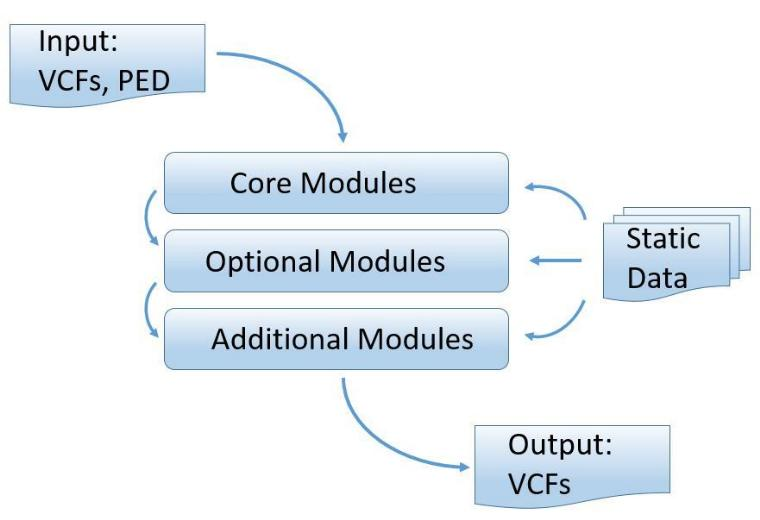 Input:
VCFs, PED
Core Modules
Optional Modules
Additional Modules
Static
Data
Output:
VCFs